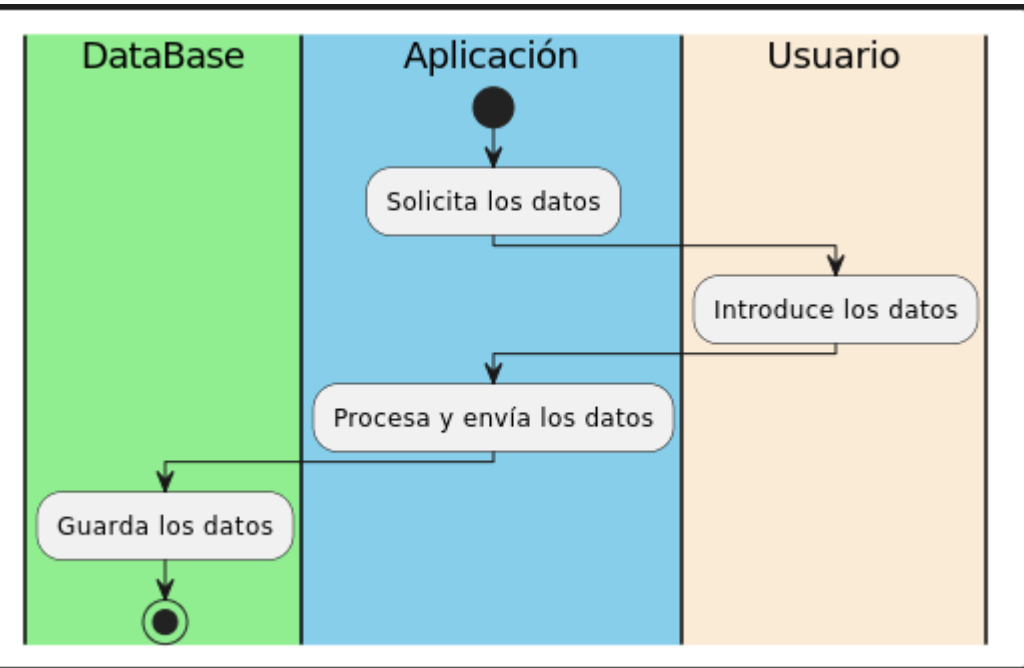 DataBase
Aplicación
Usuario
Solicita los datos
Introduce los datos
Procesa y envía los datos
Guarda los datos